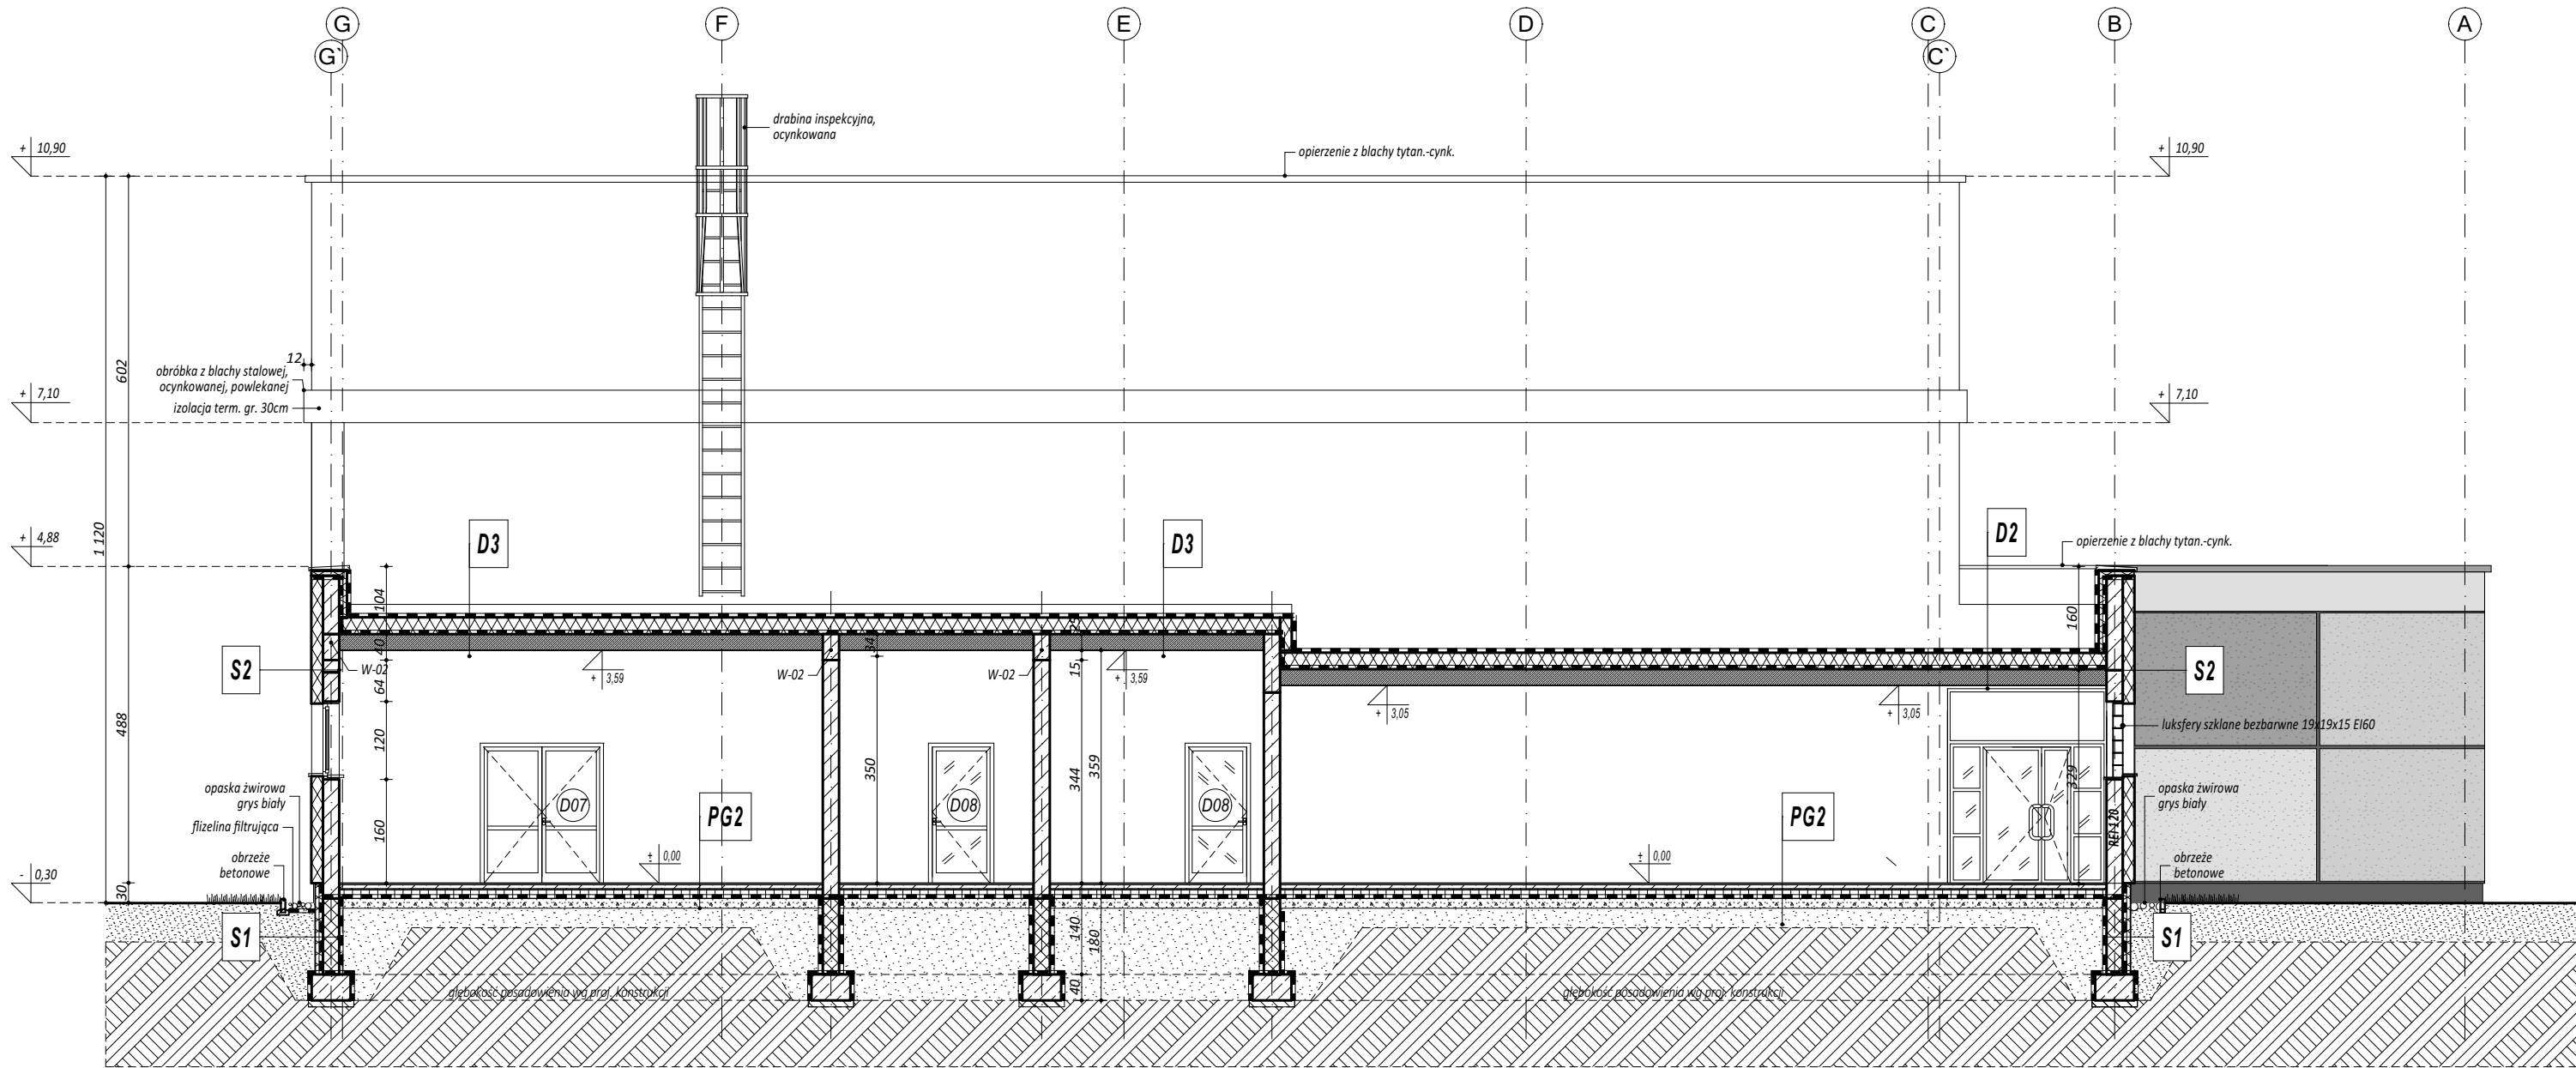 G
F
E
D
C
B
A
G`
C`
drabina inspekcyjna,
ocynkowana
opierzenie z blachy tytan.-cynk.
+ 10,90
+ 10,90
602
12
obróbka z blachy stalowej,
ocynkowanej, powlekanej
izolacja term. gr. 30cm
+ 7,10
+ 7,10
1 120
+ 4,88
D3
D3
D2
opierzenie z blachy tytan.-cynk.
104
160
25
34
40
S2
W-02
W-02
W-02
+ 3,59
+ 3,59
15
64
S2
+ 3,05
+ 3,05
488
120
350
344
359
329
luksfery szklane bezbarwne 19x19x15 EI60
opaska żwirowa
grys biały
flizelina filtrująca
obrzeże
betonowe
160
D07
D08
D08
PG2
PG2
REI 120
opaska żwirowa
grys biały
obrzeże
betonowe
± 0,00
± 0,00
- 0,30
30
S1
S1
140
180
40
głębokość posadowienia wg proj. konstrukcji
głębokość posadowienia wg proj. konstrukcji